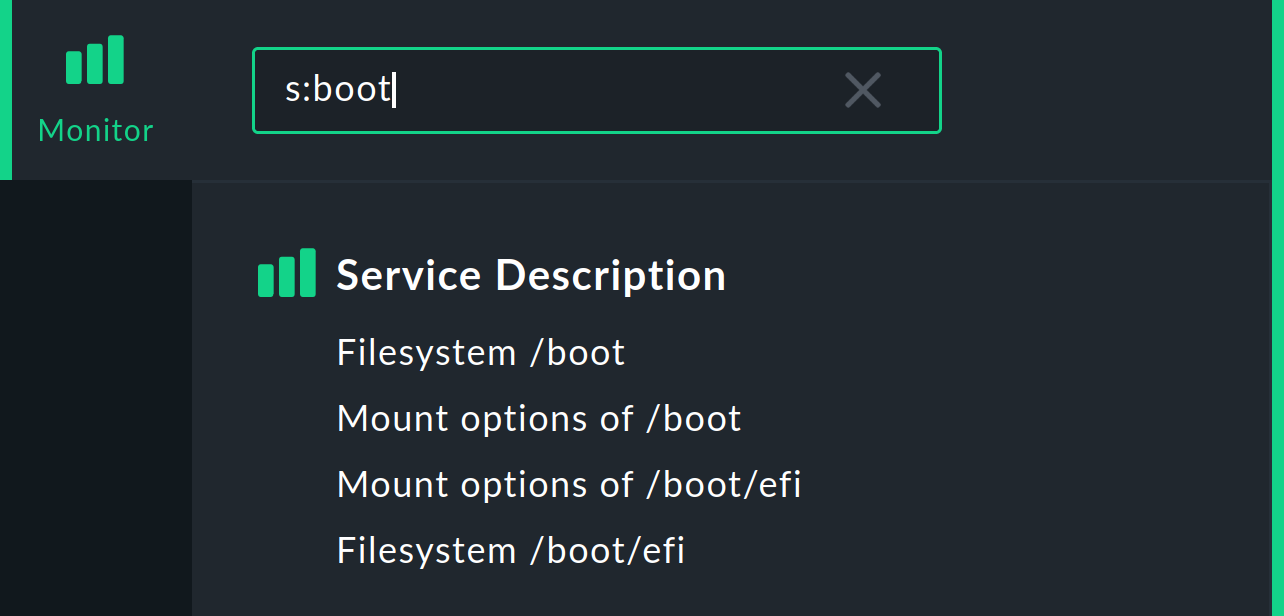 s:boot
Monitor
Service Description
Filesystem /boot
Mount options of /boot
Mount options of /boot/efi
Filesystem /boot/efi